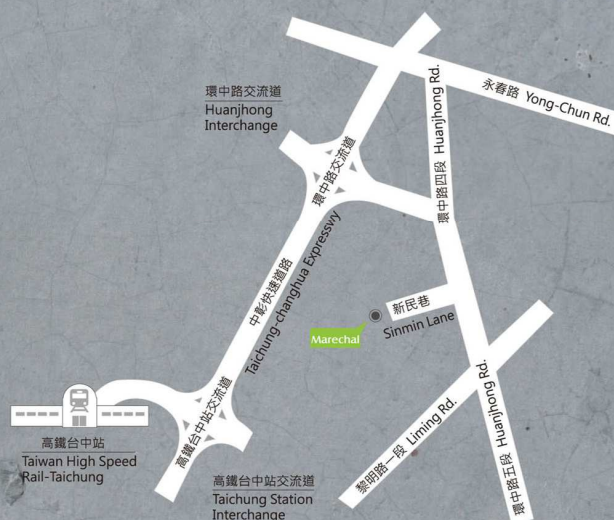 永春路 Yong-Chun Rd.
環中路交流道
Huanjhong
Interchange
環中路四段 Huanjhong Rd.
環中路交流道
中彰快速道路
Taichung-changhua Expresswy
新民巷
Sinmin Lane
Marechal
高鐵台中站
Taiwan High Speed
Rail-Taichung
高鐵台中站交流道
高鐵台中站交流道
Taichung Station
Interchange
黎明路一段 Liming Rd.
環中路五段 Huanjhong Rd.